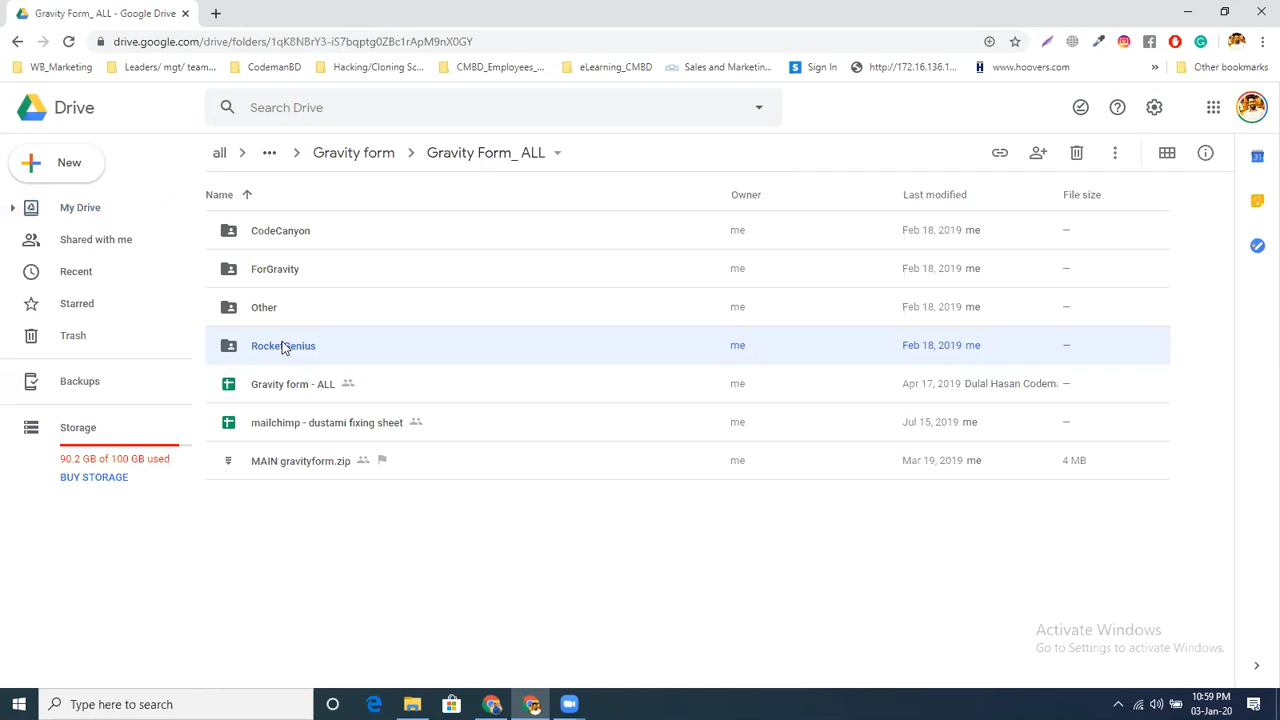 Gravity Form_ALL - Google Drive
drive.google.com/drive/folders/1qK8NBrY3-iS7bqptg0ZBc1rApM9nX0GY
WB_Marketing
Leaders/ mgt/ team...
CodemanBD
Hacking/Cloning Sc...
CMBD_Employees_...
eLearning_CMBD
Sales and Marketin...
Sign In
http://172.16.136.1...
www.hoovers.com
»
Other bookmarks
Drive
Search Drive
New
all
...
Gravity form
Gravity Form_ ALL
Name
Owner
Last modified
File size
My Drive
Shared with me
Recent
Starred
Trash
Backups
Storage
90.2 GB of 100 GB used
BUY STORAGE
CodeCanyon
me
Feb 18, 2019 me
–
ForGravity
me
Feb 18, 2019 me
–
Other
me
Feb 18, 2019 me
–
RocketGenius
me
Feb 18, 2019 me
–
Gravity form - ALL
me
Apr 17, 2019 Dulal Hasan Codema
–
mailchimp - dustami fixing sheet
me
Jul 15, 2019 me
–
MAIN gravityform.zip
me
Mar 19, 2019 me
4 MB
31
Activate Windows
Go to Settings to activate Windows.
Type here to search
10:59 PM
03-Jan-20